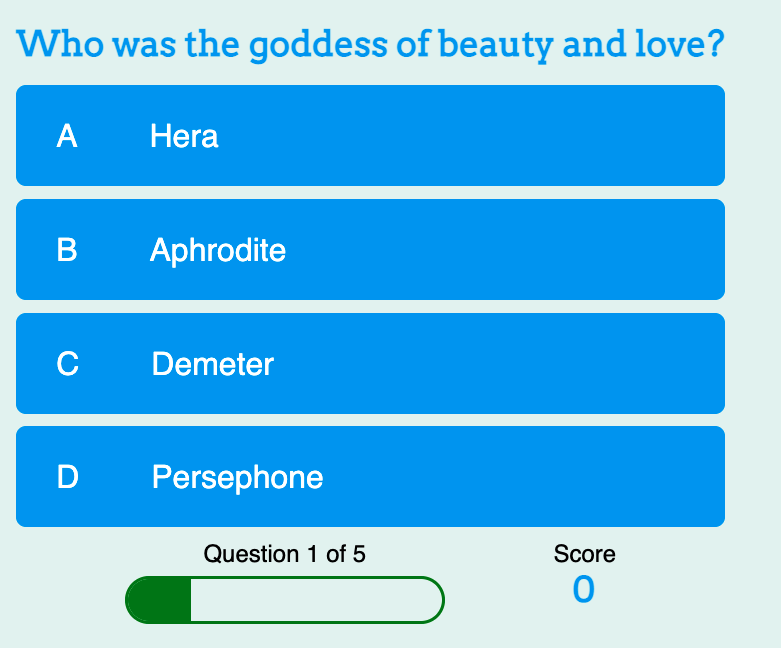 Who was the goddess of beauty and love?
A Hera
B Aphrodite
C Demeter
D Persephone
Question 1 of 5
Score
0